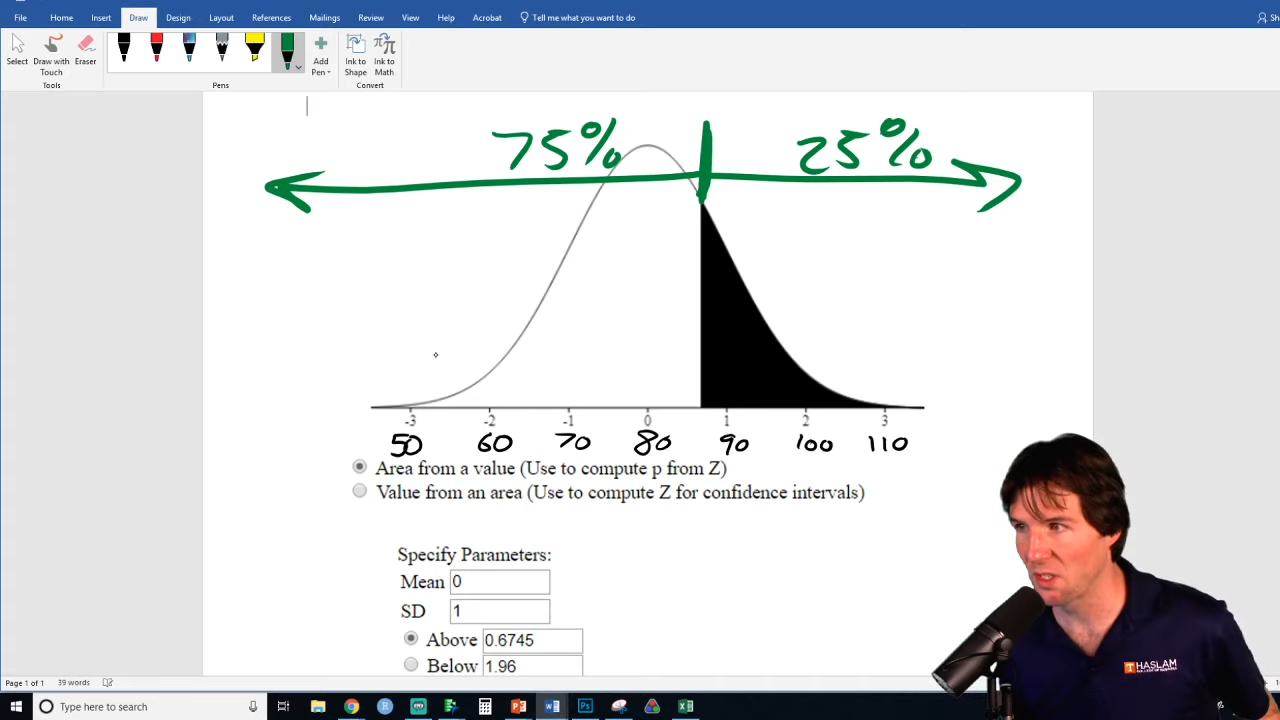 File Home Insert Draw Design Layout References Mailings Review View Help Acrobat Tell me what you want to do
Select Draw with Touch Eraser Add Pen Ink to Shape Ink to Math
Tools Pens Convert
75% 25%
-3 -2 -1 0 1 2 3
50 60 70 80 90 100 110
Area from a value (Use to compute p from Z)
Value from an area (Use to compute Z for confidence intervals)
Specify Parameters:
Mean 0
SD 1
Above 0.6745
Below 1.96
HASLAM
Page 1 of 1 39 words
Type here to search